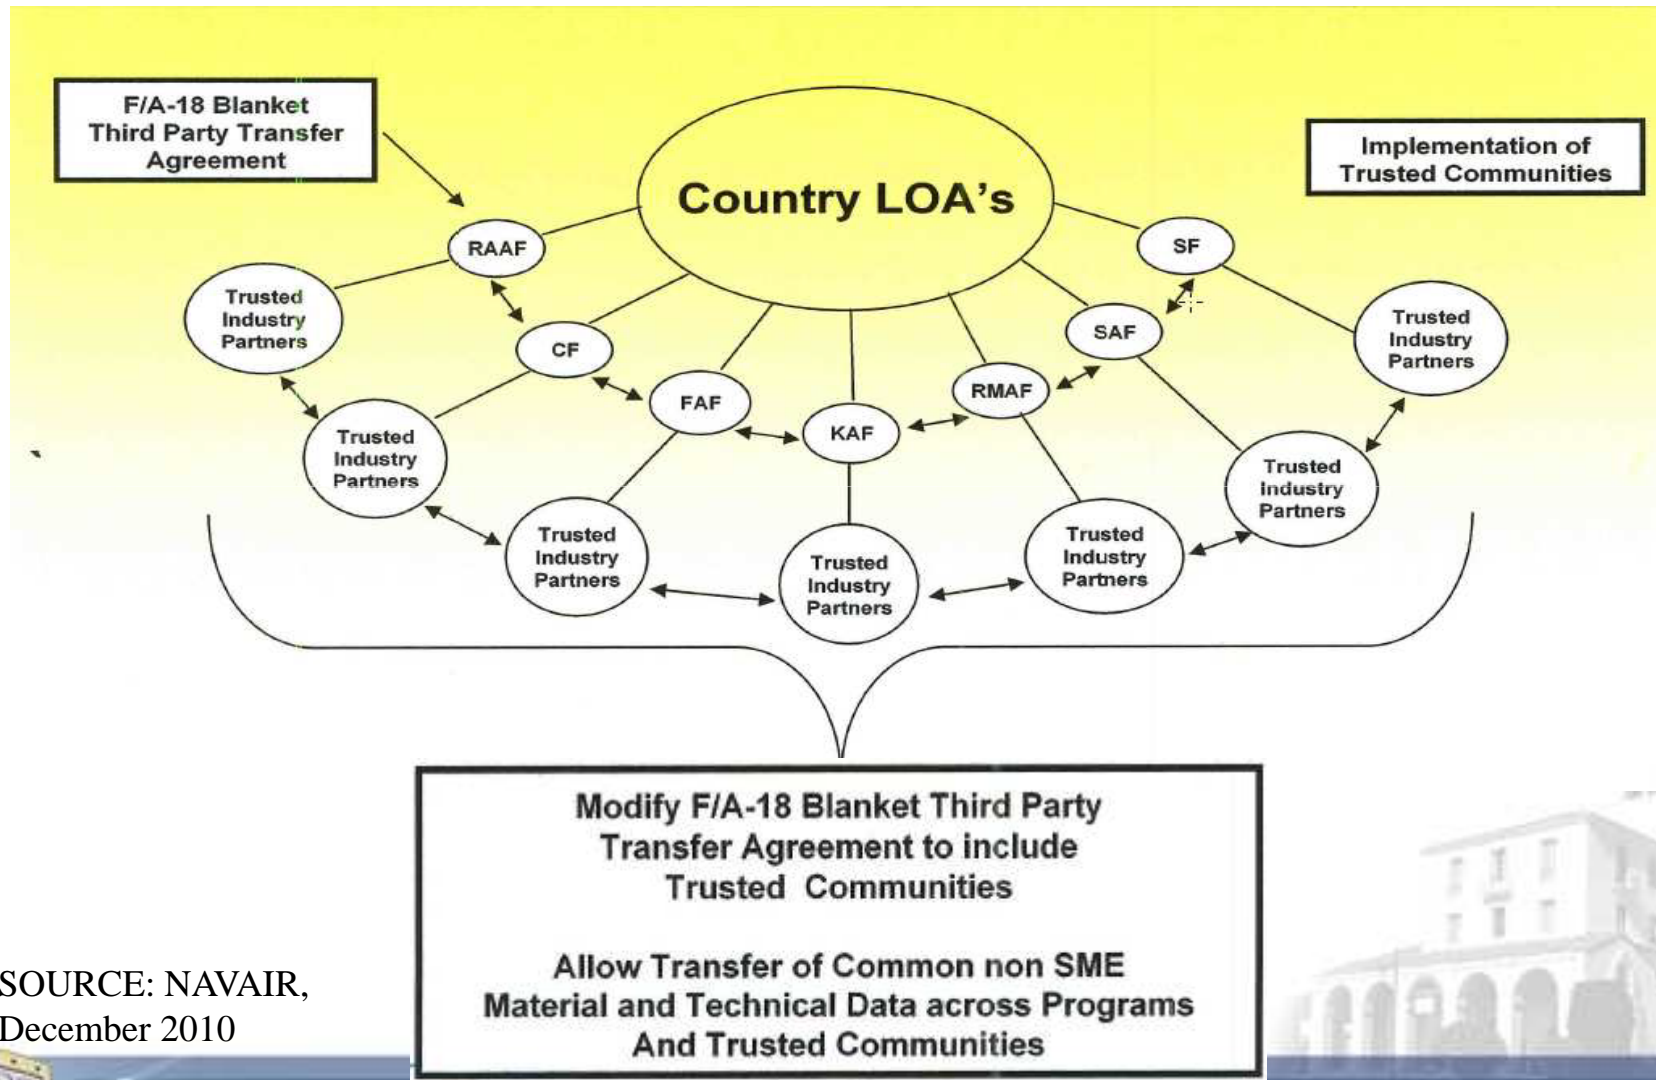 F/A-18 Blanket
Third Party Transfer
Agreement
Country LOA's
Implementation of
Trusted Communities
RAAF
SF
Trusted
Industry
Partners
CF
SAF
Trusted
Industry
Partners
FAF
RMAF
KAF
Trusted
Industry
Partners
Trusted
Industry
Partners
Trusted
Industry
Partners
Trusted
Industry
Partners
Trusted
Industry
Partners
Modify F/A-18 Blanket Third Party
Transfer Agreement to include
Trusted Communities
Allow Transfer of Common non SME
Material and Technical Data across Programs
And Trusted Communities
SOURCE: NAVAIR,
December 2010